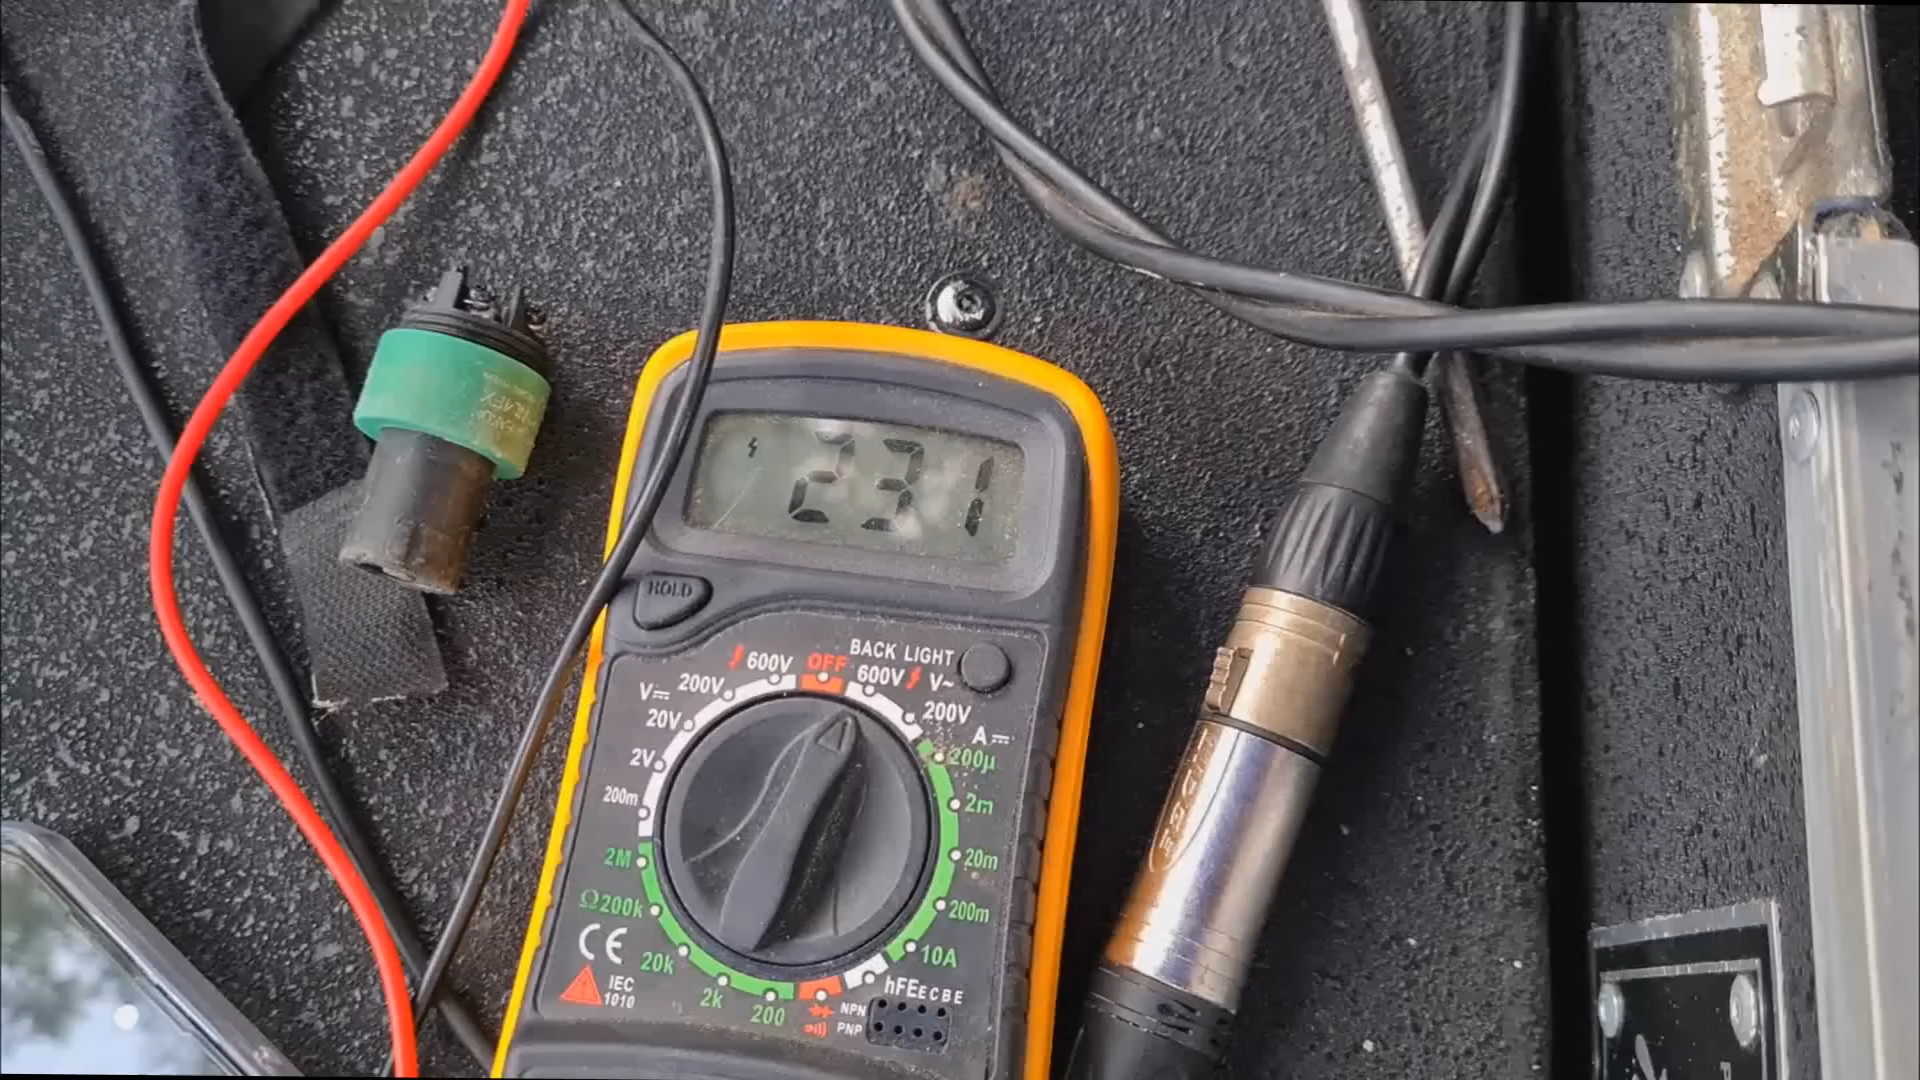 231
HOLD
BACK LIGHT
600V
OFF
600V V~
V⎓
200V
200V
20V
A⎓
2V
200µ
200m
2m
2M
20m
Ω200k
200m
CE
20k
10A
IEC
1010
2k
200
hFE E C B E
NPN
PNP
NL4FX